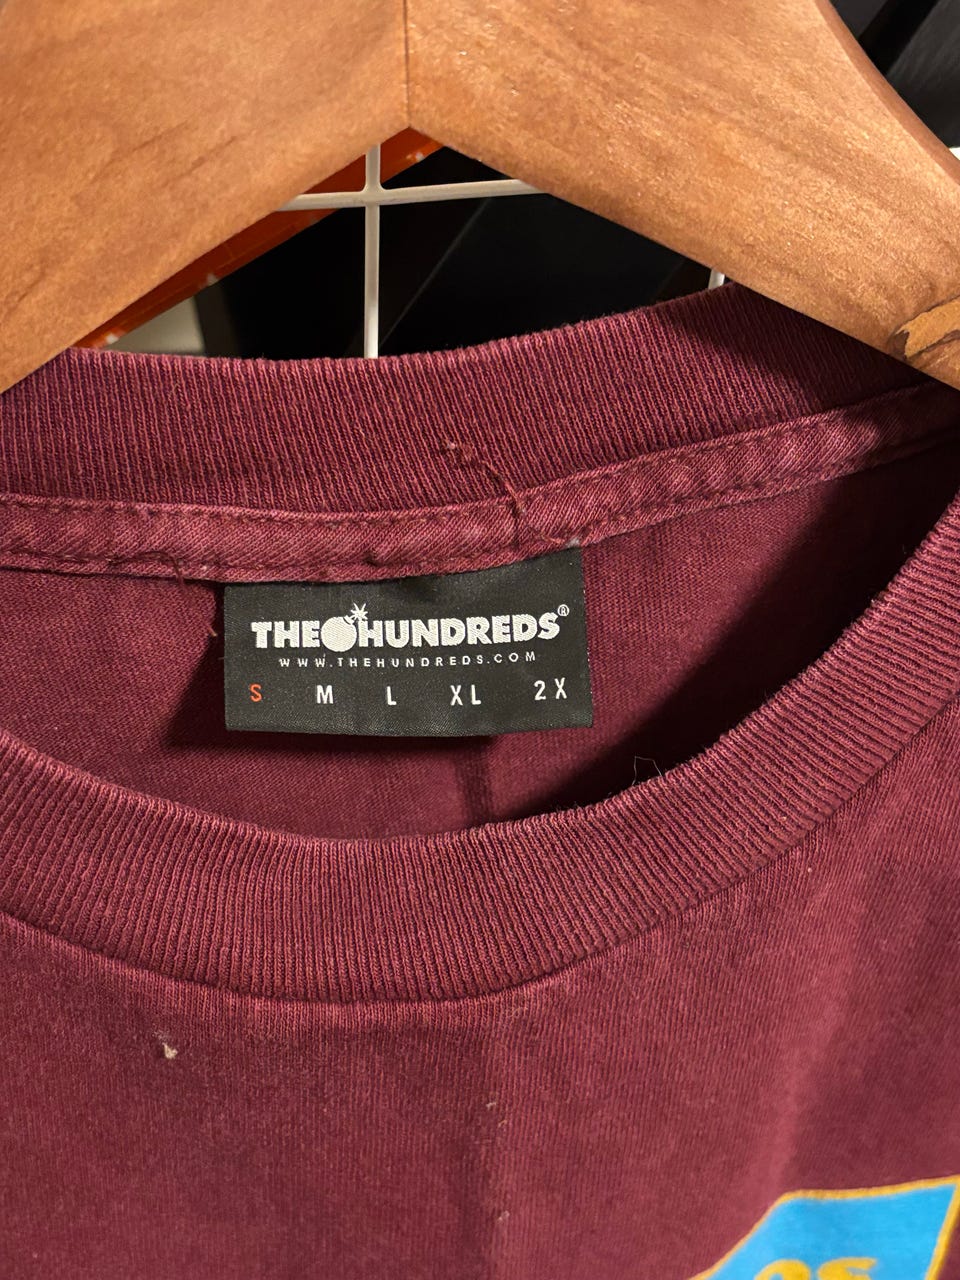 THE HUNDREDS®
WWW.THEHUNDREDS.COM
S M L XL 2X